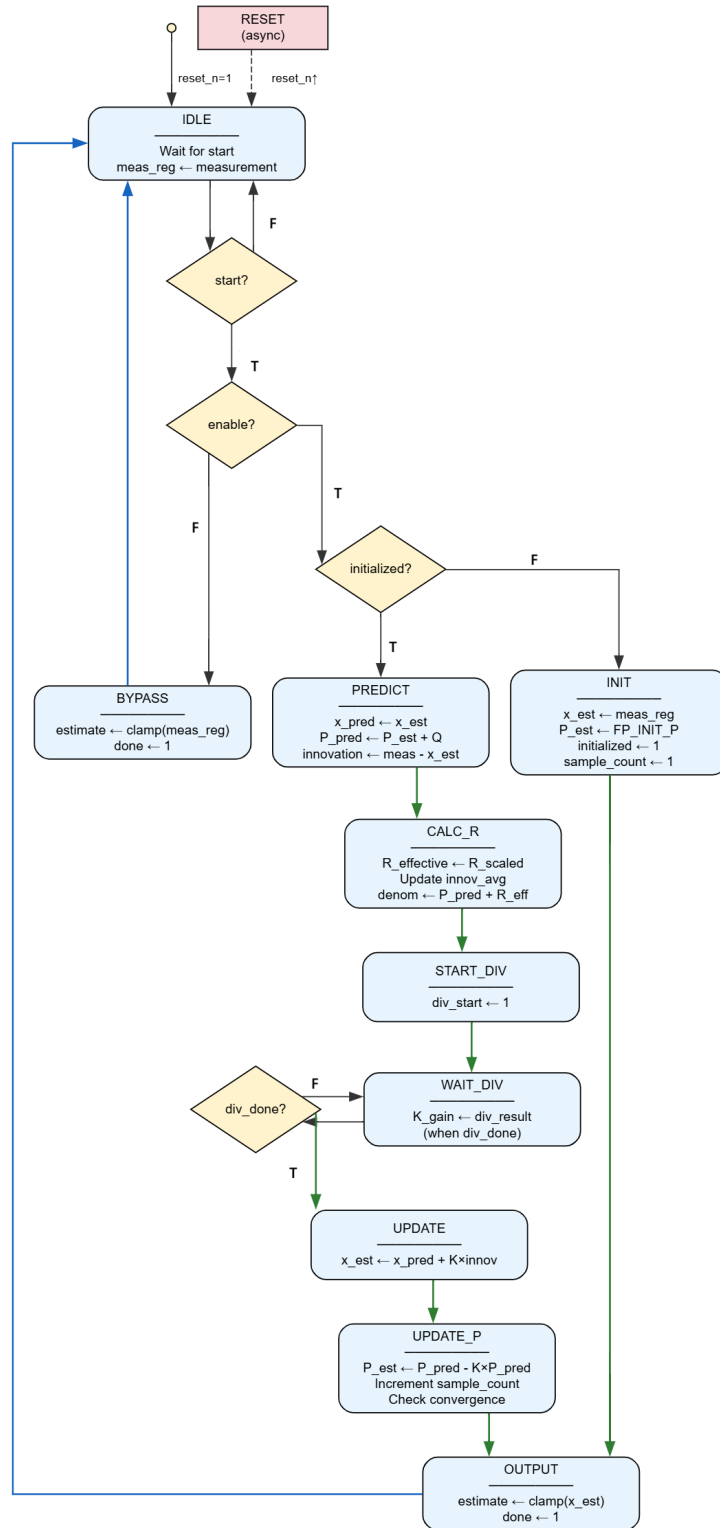 RESET
(async)
reset_n=1
reset_n↑
IDLE
Wait for start
meas_reg ← measurement
F
start?
T
enable?
T
F
initialized?
F
T
BYPASS
estimate ← clamp(meas_reg)
done ← 1
PREDICT
x_pred ← x_est
P_pred ← P_est + Q
innovation ← meas - x_est
INIT
x_est ← meas_reg
P_est ← FP_INIT_P
initialized ← 1
sample_count ← 1
CALC_R
R_effective ← R_scaled
Update innov_avg
denom ← P_pred + R_eff
START_DIV
div_start ← 1
div_done?
F
WAIT_DIV
K_gain ← div_result
(when div_done)
T
UPDATE
x_est ← x_pred + K×innov
UPDATE_P
P_est ← P_pred - K×P_pred
Increment sample_count
Check convergence
OUTPUT
estimate ← clamp(x_est)
done ← 1